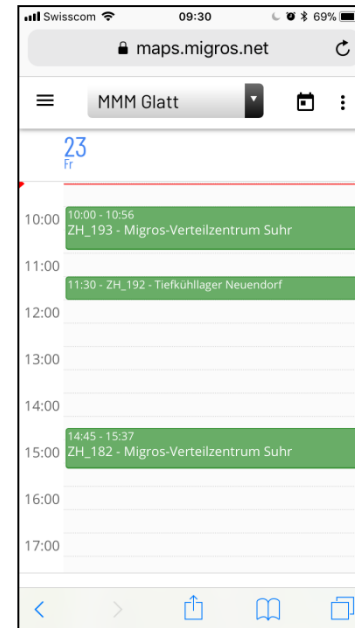 Swisscom 09:30 69%
maps.migros.net
MMM Glatt
23
Fr
10:00
10:00 - 10:56
ZH_193 - Migros-Verteilzentrum Suhr
11:00
11:30 - ZH_192 - Tiefkühllager Neuendorf
12:00
13:00
14:00
14:45 - 15:37
15:00
ZH_182 - Migros-Verteilzentrum Suhr
16:00
17:00